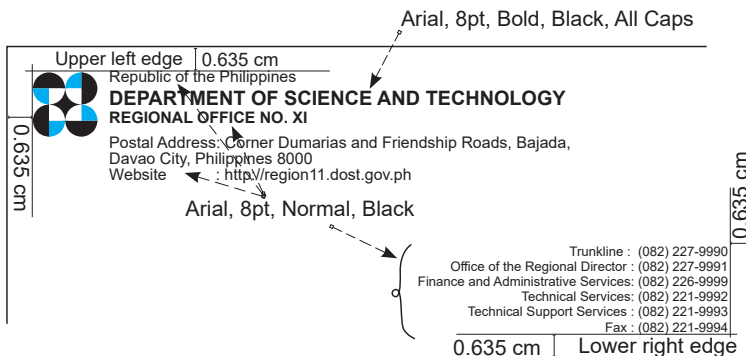 Arial, 8pt, Bold, Black, All Caps
Upper left edge
0.635 cm
0.635 cm
Republic of the Philippines
DEPARTMENT OF SCIENCE AND TECHNOLOGY
REGIONAL OFFICE NO. XI
Postal Address: Corner Dumarias and Friendship Roads, Bajada,
Davao City, Philippines 8000
Website : http://region11.dost.gov.ph
Arial, 8pt, Normal, Black
0.635 cm
Trunkline : (082) 227-9990
Office of the Regional Director : (082) 227-9991
Finance and Administrative Services: (082) 226-9999
Technical Services: (082) 221-9992
Technical Support Services : (082) 221-9993
Fax : (082) 221-9994
0.635 cm
Lower right edge